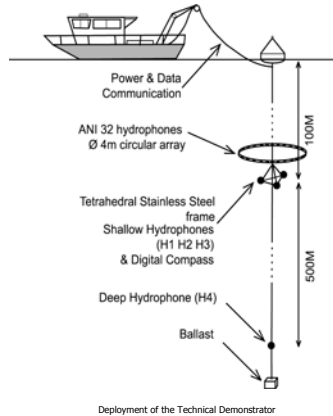 Power & Data
Communication
100M
ANI 32 hydrophones
Ø 4m circular array
Tetrahedral Stainless Steel
frame
Shallow Hydrophones
(H1 H2 H3)
& Digital Compass
500M
Deep Hydrophone (H4)
Ballast
Deployment of the Technical Demonstrator